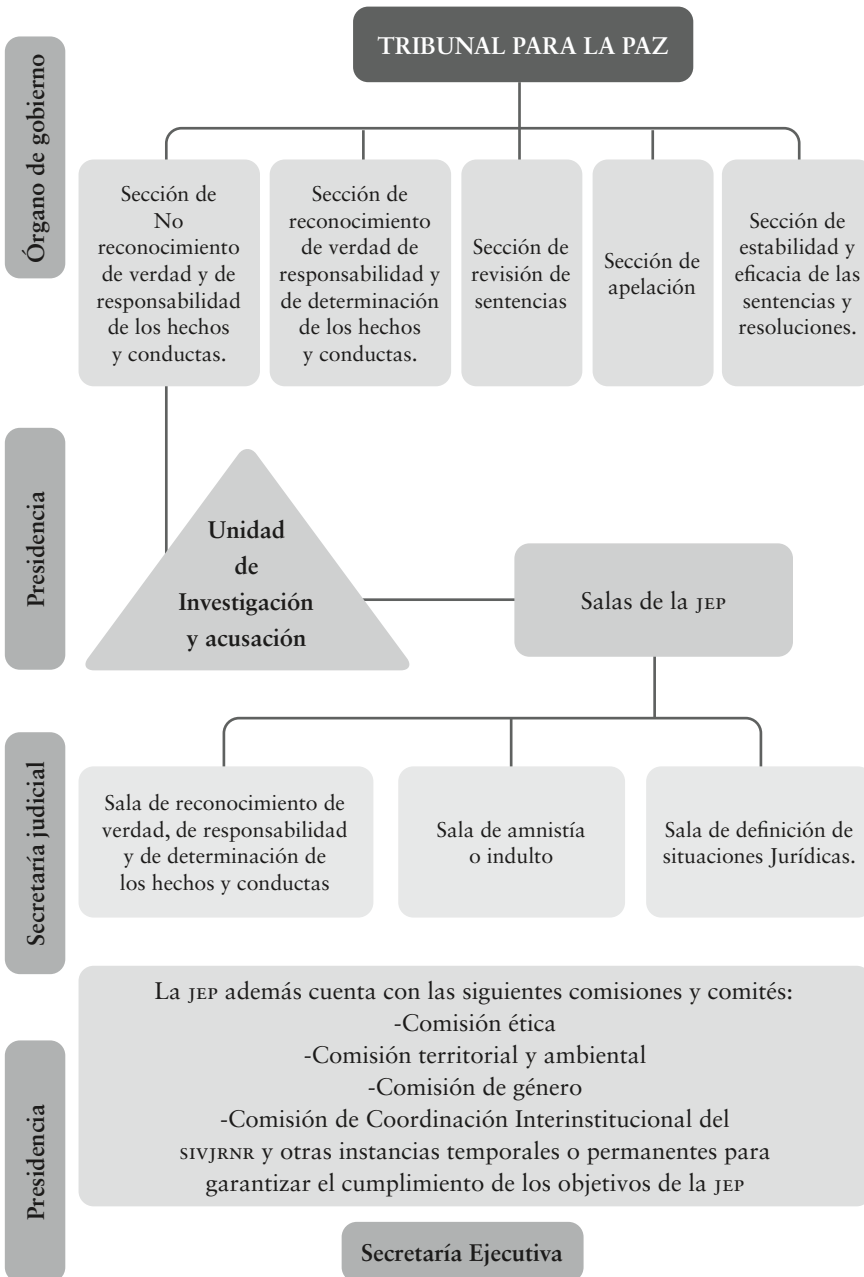 TRIBUNAL PARA LA PAZ
Órgano de gobierno
Sección de
No
reconocimiento
de verdad y de
responsabilidad
de los hechos
y conductas.
Sección de
reconocimiento
de verdad de
responsabilidad y
de determinación
de los hechos
y conductas.
Sección de
revisión de
sentencias
Sección de
apelación
Sección de
estabilidad y
eficacia de las
sentencias y
resoluciones.
Presidencia
Unidad
de
Investigación
y acusación
Salas de la JEP
Secretaría judicial
Sala de reconocimiento de
verdad, de responsabilidad
y de determinación de
los hechos y conductas
Sala de amnistía
o indulto
Sala de definición de
situaciones Jurídicas.
Presidencia
La JEP además cuenta con las siguientes comisiones y comités:
-Comisión ética
-Comisión territorial y ambiental
-Comisión de género
-Comisión de Coordinación Interinstitucional del
SIVJRNR y otras instancias temporales o permanentes para
garantizar el cumplimiento de los objetivos de la JEP
Secretaría Ejecutiva